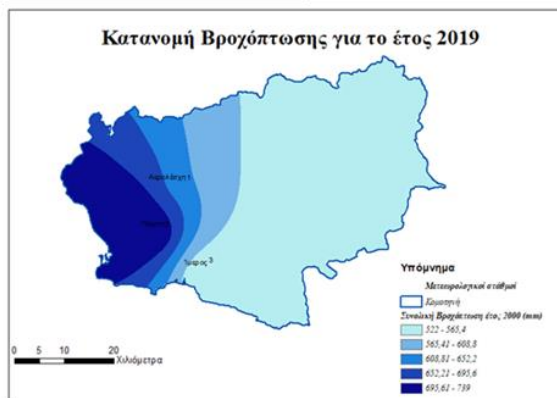 Κατανομή Βροχόπτωσης για το έτος 2019
Υπόμνημα
Μετεωρολογικοί σταθμοί
Κομοτηνή
Συνολική Βροχόπτωση έτος 2000 (mm)
522 - 565,4
565,41 - 608,8
608,81 - 652,2
652,21 - 695,6
695,61 - 739
0 5 10 20
Χιλιόμετρα